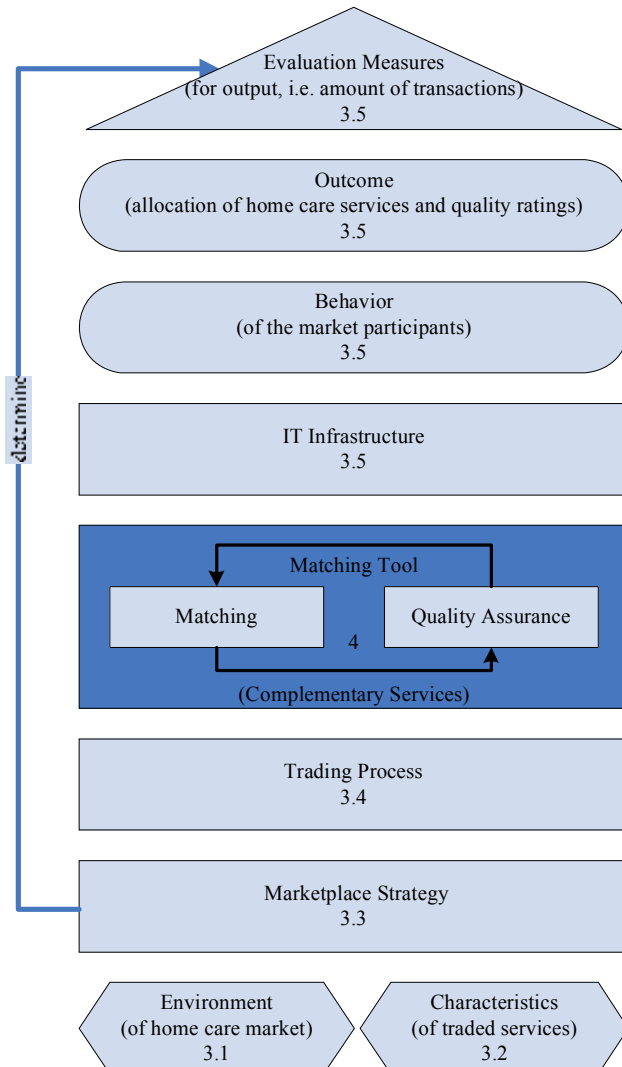 Evaluation Measures
(for output, i.e. amount of transactions)
3.5
Outcome
(allocation of home care services and quality ratings)
3.5
Behavior
(of the market participants)
3.5
determine
IT Infrastructure
3.5
Matching Tool
Matching
Quality Assurance
4
(Complementary Services)
Trading Process
3.4
Marketplace Strategy
3.3
Environment
(of home care market)
3.1
Characteristics
(of traded services)
3.2